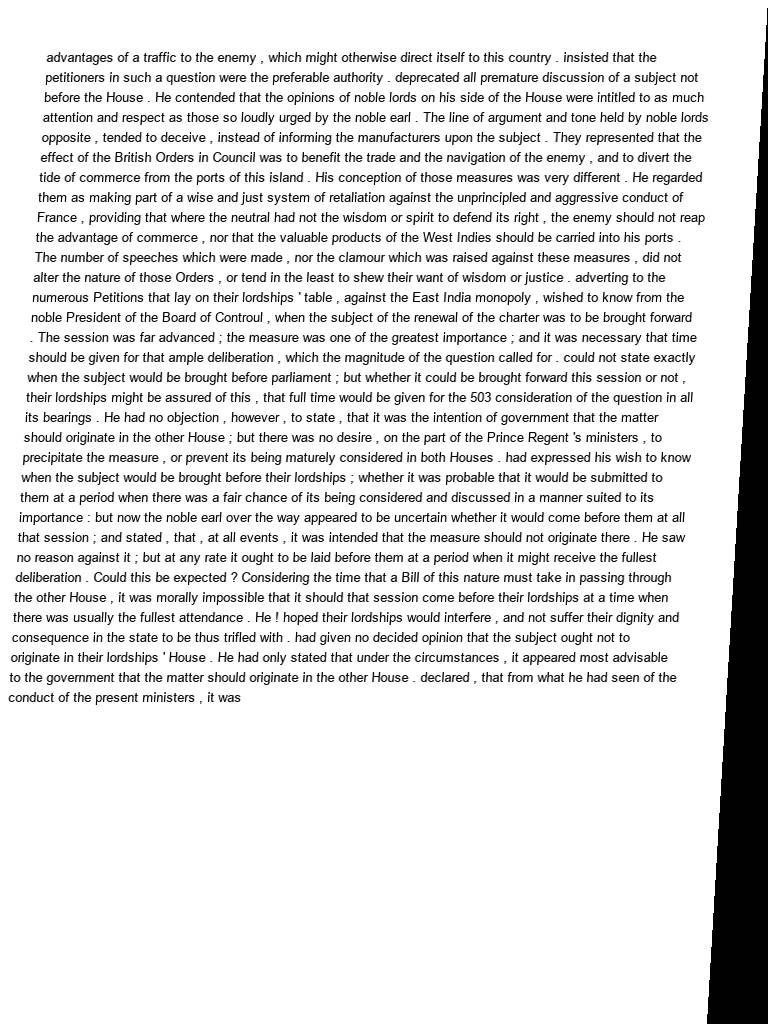 advantages of a traffic to the enemy , which might otherwise direct itself to this country . insisted that the
petitioners in such a question were the preferable authority . deprecated all premature discussion of a subject not
before the House . He contended that the opinions of noble lords on his side of the House were intitled to as much
attention and respect as those so loudly urged by the noble earl . The line of argument and tone held by noble lords
opposite , tended to deceive , instead of informing the manufacturers upon the subject . They represented that the
effect of the British Orders in Council was to benefit the trade and the navigation of the enemy , and to divert the
tide of commerce from the ports of this island . His conception of those measures was very different . He regarded
them as making part of a wise and just system of retaliation against the unprincipled and aggressive conduct of
France , providing that where the neutral had not the wisdom or spirit to defend its right , the enemy should not reap
the advantage of commerce , nor that the valuable products of the West Indies should be carried into his ports .
The number of speeches which were made , nor the clamour which was raised against these measures , did not
alter the nature of those Orders , or tend in the least to shew their want of wisdom or justice . adverting to the
numerous Petitions that lay on their lordships ' table , against the East India monopoly , wished to know from the
noble President of the Board of Controul , when the subject of the renewal of the charter was to be brought forward
. The session was far advanced ; the measure was one of the greatest importance ; and it was necessary that time
should be given for that ample deliberation , which the magnitude of the question called for . could not state exactly
when the subject would be brought before parliament ; but whether it could be brought forward this session or not ,
their lordships might be assured of this , that full time would be given for the 503 consideration of the question in all
its bearings . He had no objection , however , to state , that it was the intention of government that the matter
should originate in the other House ; but there was no desire , on the part of the Prince Regent 's ministers , to
precipitate the measure , or prevent its being maturely considered in both Houses . had expressed his wish to know
when the subject would be brought before their lordships ; whether it was probable that it would be submitted to
them at a period when there was a fair chance of its being considered and discussed in a manner suited to its
importance : but now the noble earl over the way appeared to be uncertain whether it would come before them at all
that session ; and stated , that , at all events , it was intended that the measure should not originate there . He saw
no reason against it ; but at any rate it ought to be laid before them at a period when it might receive the fullest
deliberation . Could this be expected ? Considering the time that a Bill of this nature must take in passing through
the other House , it was morally impossible that it should that session come before their lordships at a time when
there was usually the fullest attendance . He ! hoped their lordships would interfere , and not suffer their dignity and
consequence in the state to be thus trifled with . had given no decided opinion that the subject ought not to
originate in their lordships ' House . He had only stated that under the circumstances , it appeared most advisable
to the government that the matter should originate in the other House . declared , that from what he had seen of the
conduct of the present ministers , it was